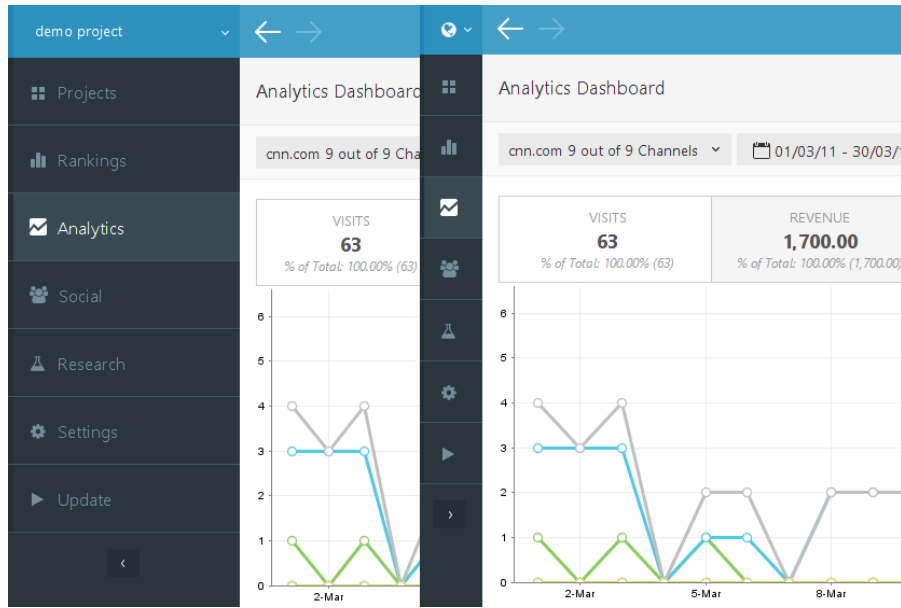 demo project
Projects
Rankings
Analytics
Social
Research
Settings
Update
Analytics Dashboard
cnn.com 9 out of 9 Cha
VISITS
63
% of Total: 100.00% (63)
6
5
4
3
2
1
0
2-Mar
Analytics Dashboard
cnn.com 9 out of 9 Channels
01/03/11 - 30/03/1
VISITS
63
% of Total: 100.00% (63)
REVENUE
1,700.00
% of Total: 100.00% (1,700.00)
6
5
4
3
2
1
0
2-Mar
5-Mar
8-Mar